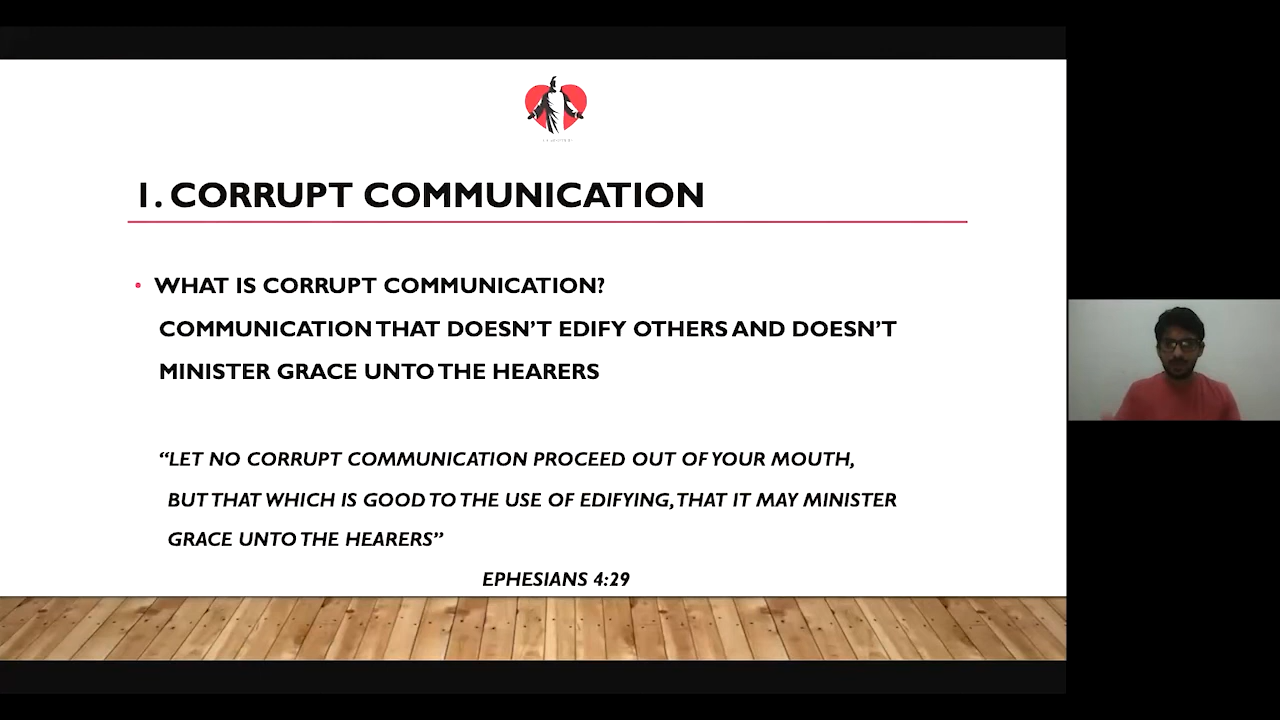 1. CORRUPT COMMUNICATION
WHAT IS CORRUPT COMMUNICATION?
COMMUNICATION THAT DOESN’T EDIFY OTHERS AND DOESN’T
MINISTER GRACE UNTO THE HEARERS
“LET NO CORRUPT COMMUNICATION PROCEED OUT OF YOUR MOUTH,
BUT THAT WHICH IS GOOD TO THE USE OF EDIFYING, THAT IT MAY MINISTER
GRACE UNTO THE HEARERS”
EPHESIANS 4:29